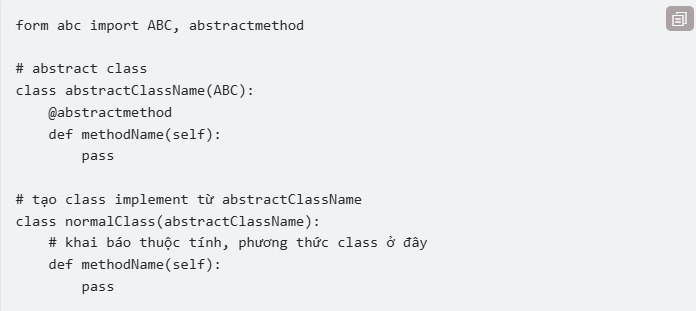 form abc import ABC, abstractmethod
# abstract class
class abstractClassName(ABC):
    @abstractmethod
    def methodName(self):
        pass
# tạo class implement từ abstractClassName
class normalClass(abstractClassName):
    # khai báo thuộc tính, phương thức class ở đây
    def methodName(self):
        pass